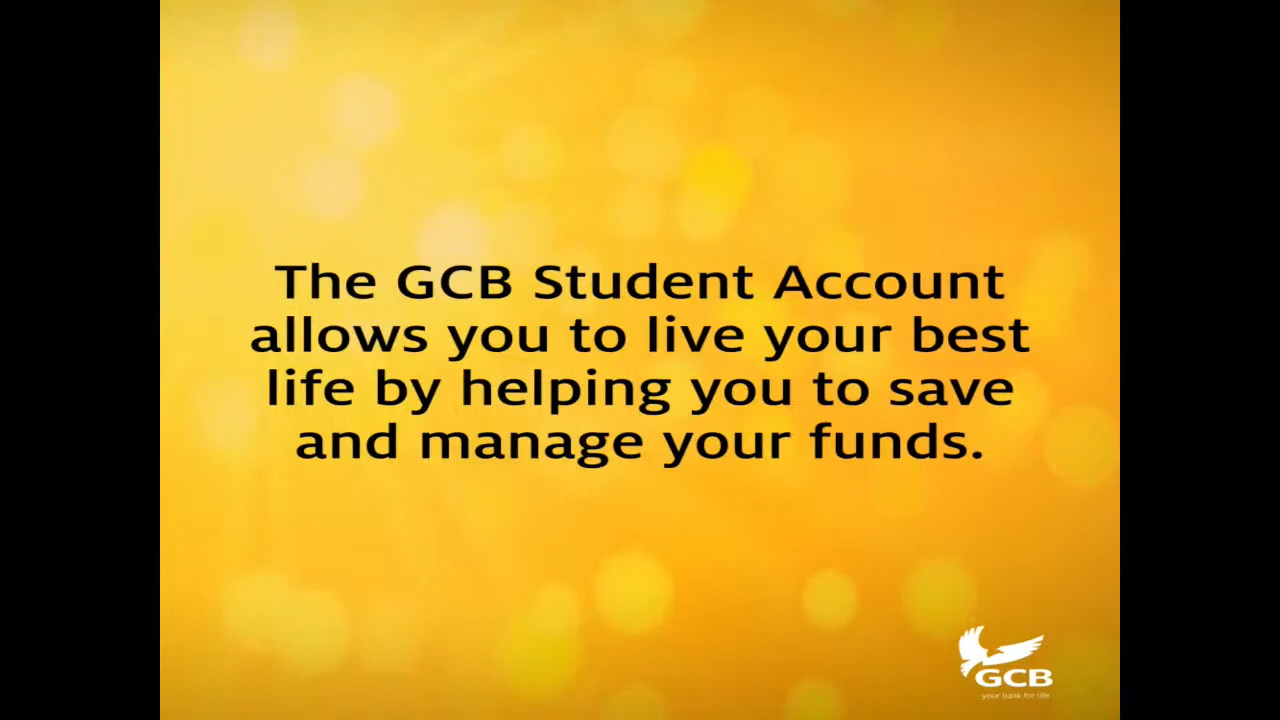 The GCB Student Account
allows you to live your best
life by helping you to save
and manage your funds.
GCB
your bank for life